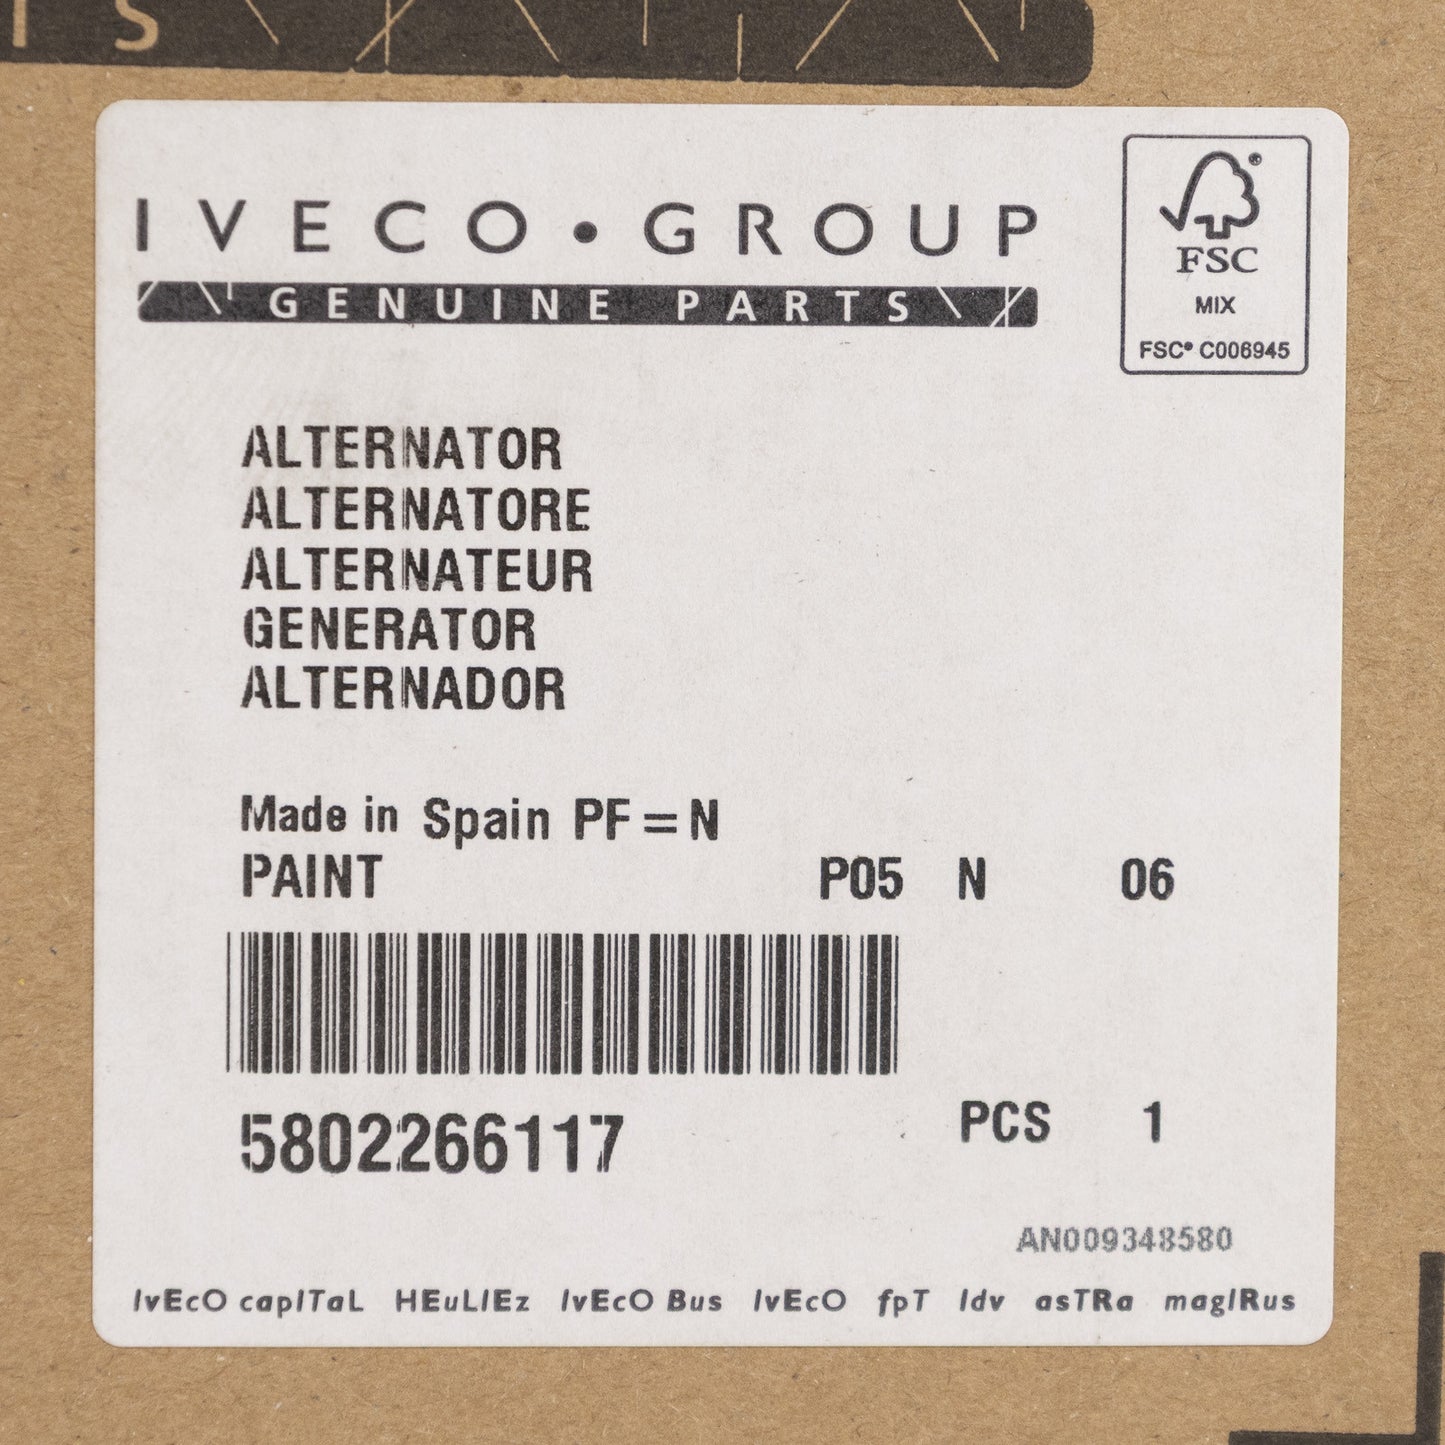 TS
IVECO•GROUP
GENUINE PARTS
FSC
MIX
FSC® C006945
ALTERNATOR
ALTERNATORE
ALTERNATEUR
GENERATOR
ALTERNADOR
Made in Spain PF=N
PAINT P05 N 06
5802266117
PCS 1
AN009348580
IvEcO capITaL HEuLIEz IvEcO Bus IvEcO fpT Idv asTRa magIRus